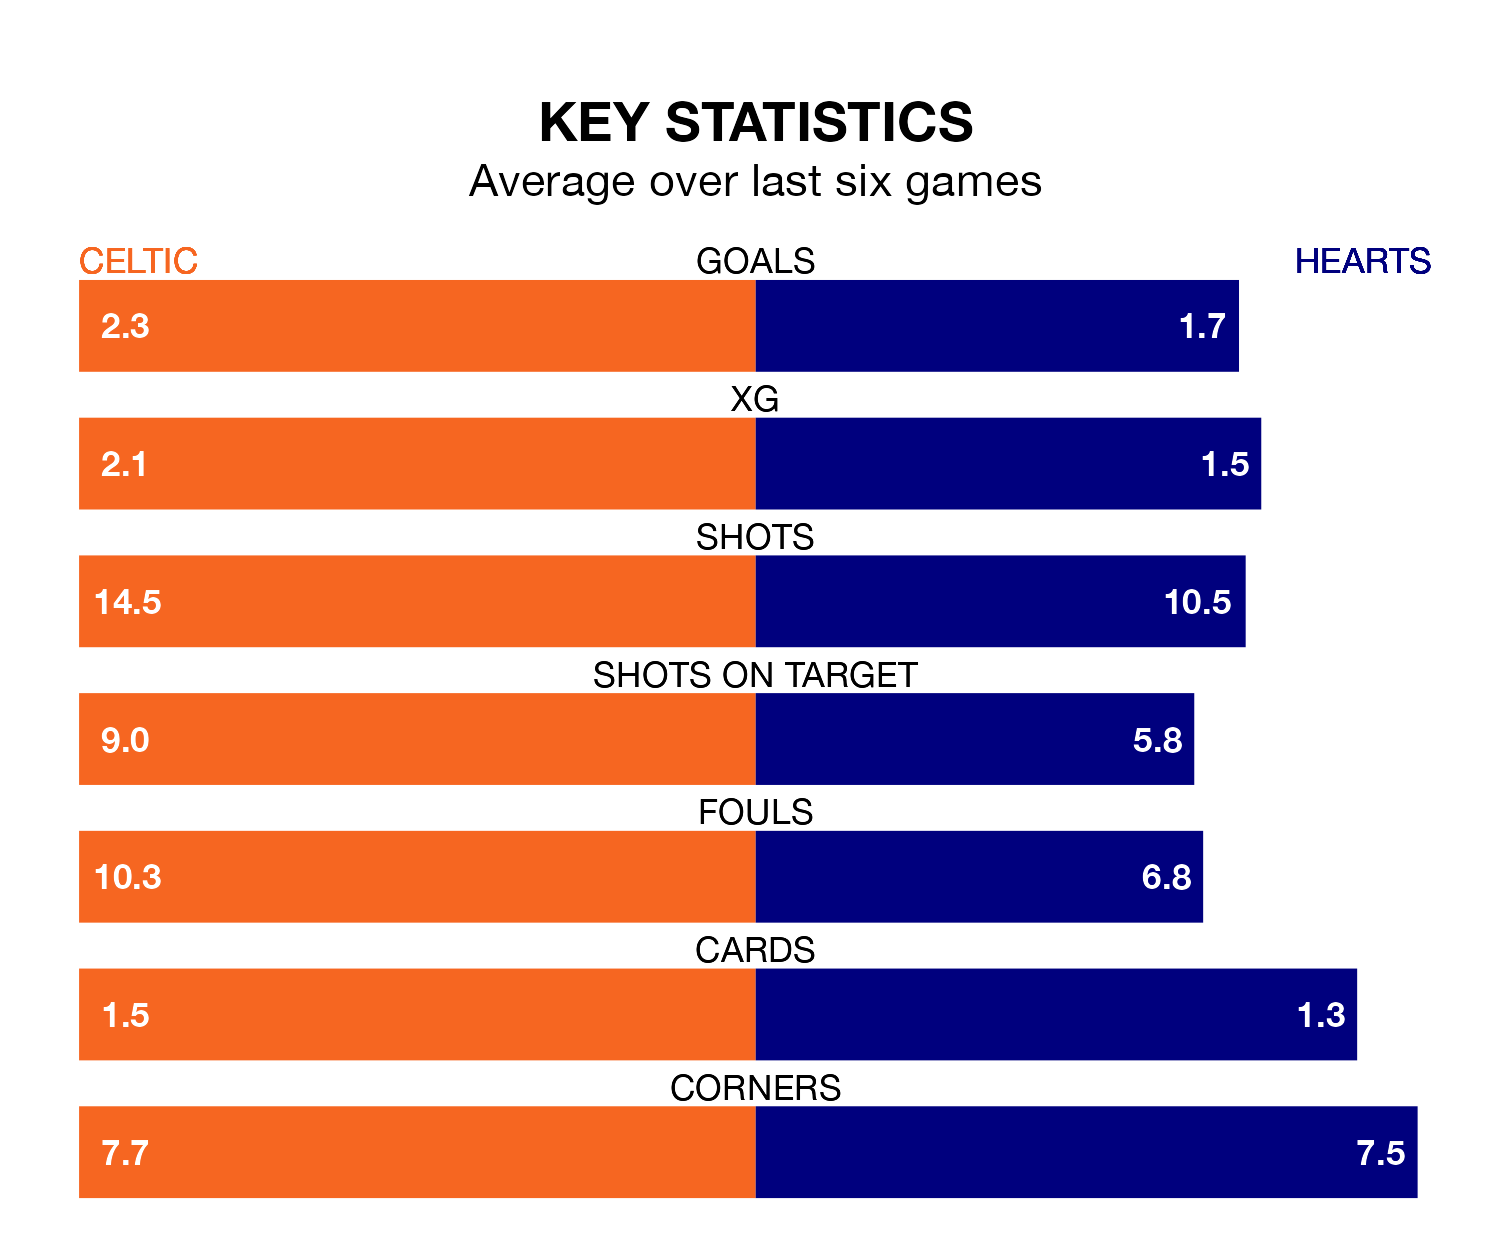 KEY STATISTICS
Average over last six games
CELTIC GOALS HEARTS
2.3 1.7
XG
2.1 1.5
SHOTS
14.5 10.5
SHOTS ON TARGET
9.0 5.8
FOULS
10.3 6.8
CARDS
1.5 1.3
CORNERS
7.7 7.5